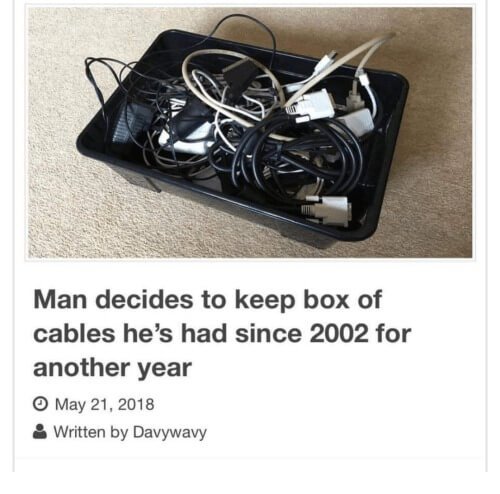 Man decides to keep box of
cables he's had since 2002 for
another year
May 21, 2018
Written by Davywavy